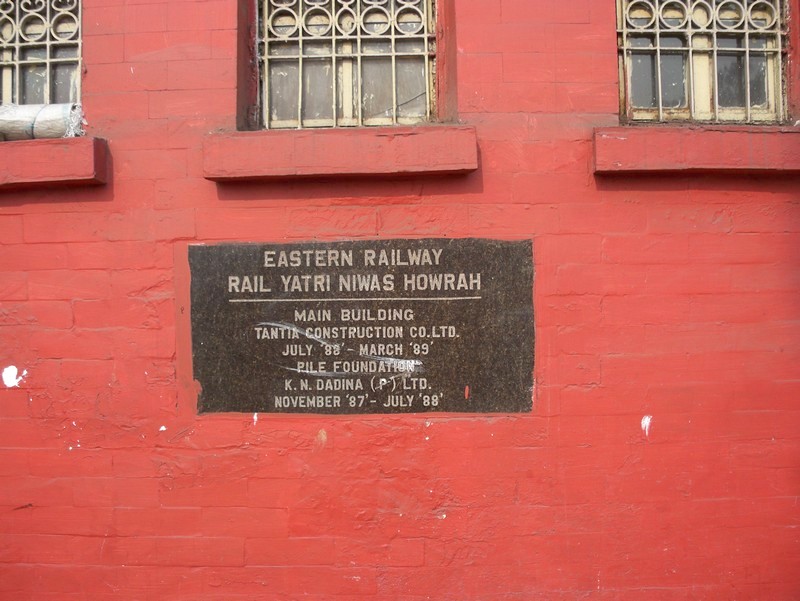 EASTERN RAILWAY
RAIL YATRI NIWAS HOWRAH
MAIN BUILDING
TANTIA CONSTRUCTION CO.LTD.
JULY '88'- MARCH '89'
PILE FOUNDATION
K.N. DADINA (P) LTD.
NOVEMBER '87'- JULY '88'